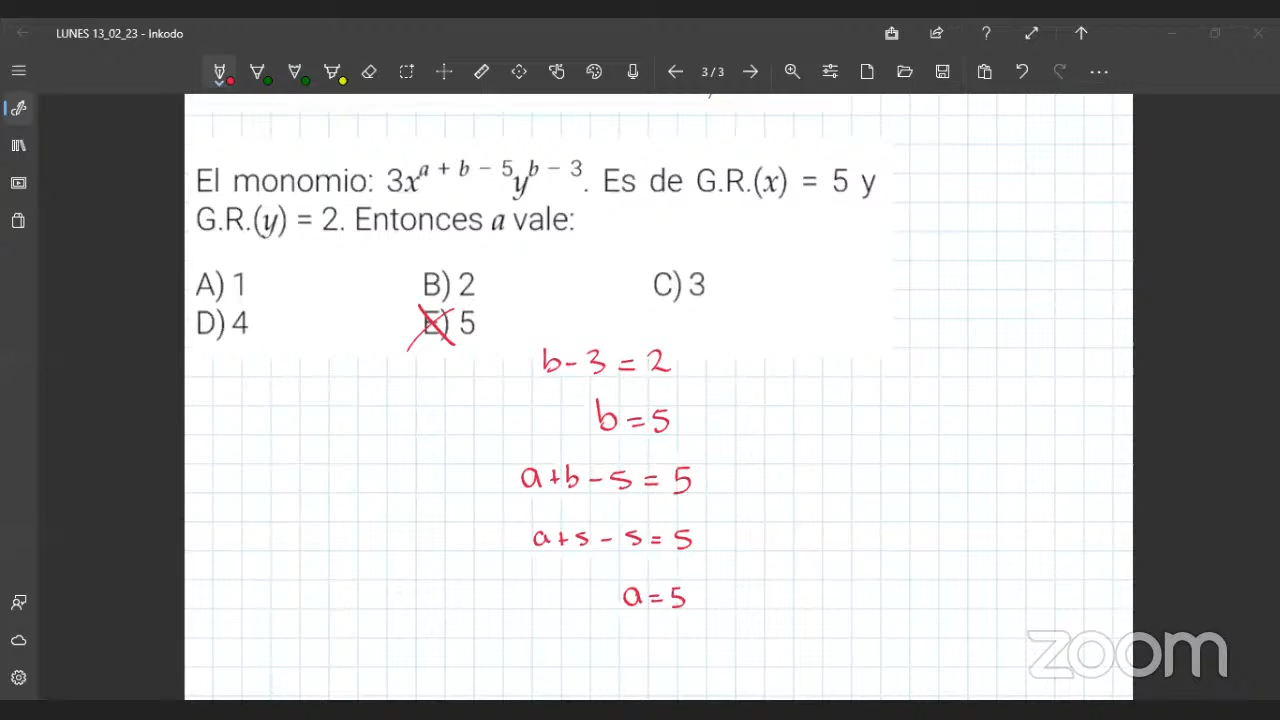 LUNES 13_02_23 - Inkodo
3 / 3
El monomio: 3x^{a + b − 5}y^{b − 3}. Es de G.R.(x) = 5 y
G.R.(y) = 2. Entonces a vale:
A) 1 B) 2 C) 3
D) 4 E) 5
b - 3 = 2
b = 5
a + b - 5 = 5
a + 5 - 5 = 5
a = 5
zoom